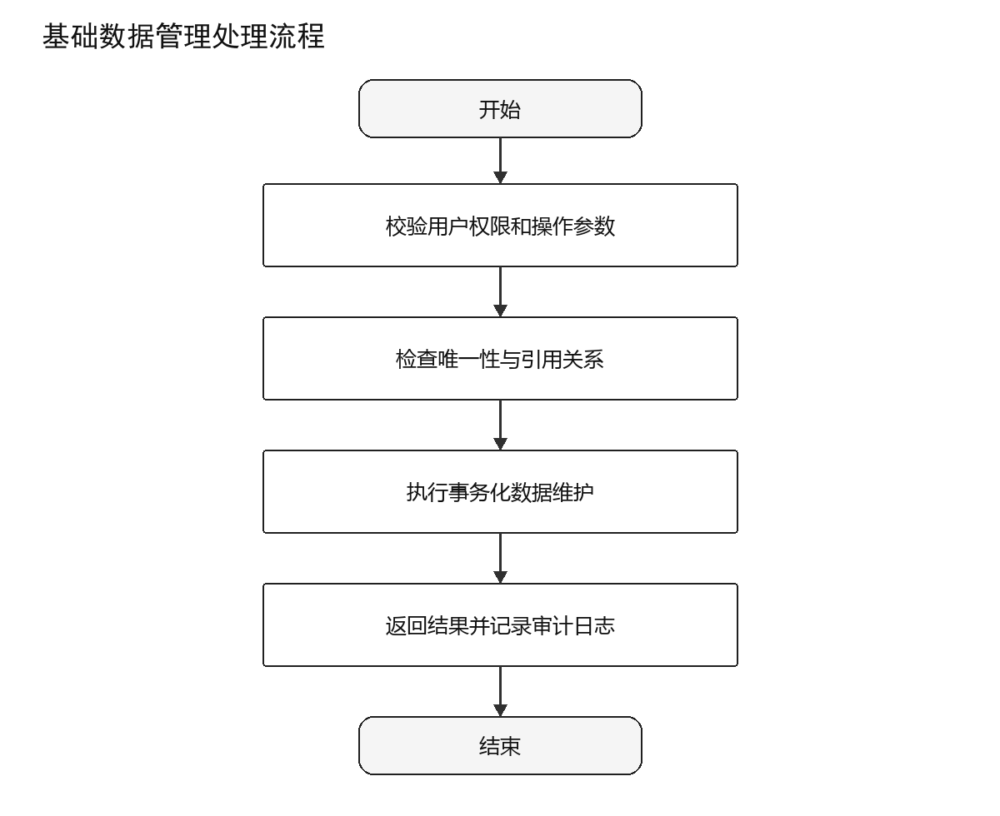 基础数据管理处理流程
开始
校验用户权限和操作参数
检查唯一性与引用关系
执行事务化数据维护
返回结果并记录审计日志
结束